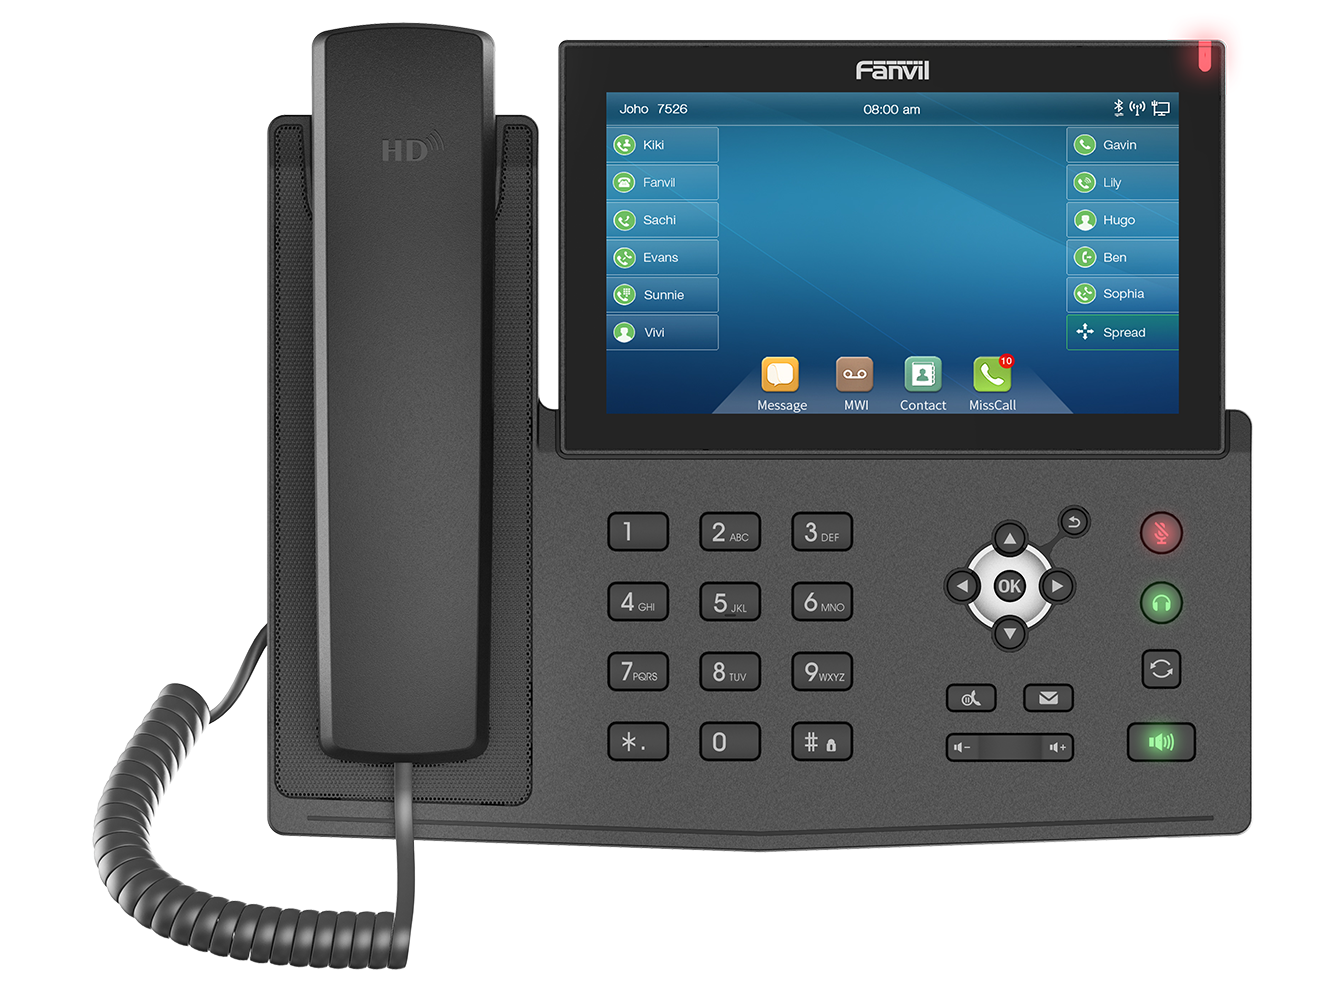 HD
Fanvil
Joho 7526
08:00 am
Kiki
Fanvil
Sachi
Evans
Sunnie
Vivi
Gavin
Lily
Hugo
Ben
Sophia
Spread
10
Message
MWI
Contact
MissCall
1
2 ABC
3 DEF
4 GHI
5 JKL
6 MNO
7 PQRS
8 TUV
9 WXYZ
* .
0
#
OK